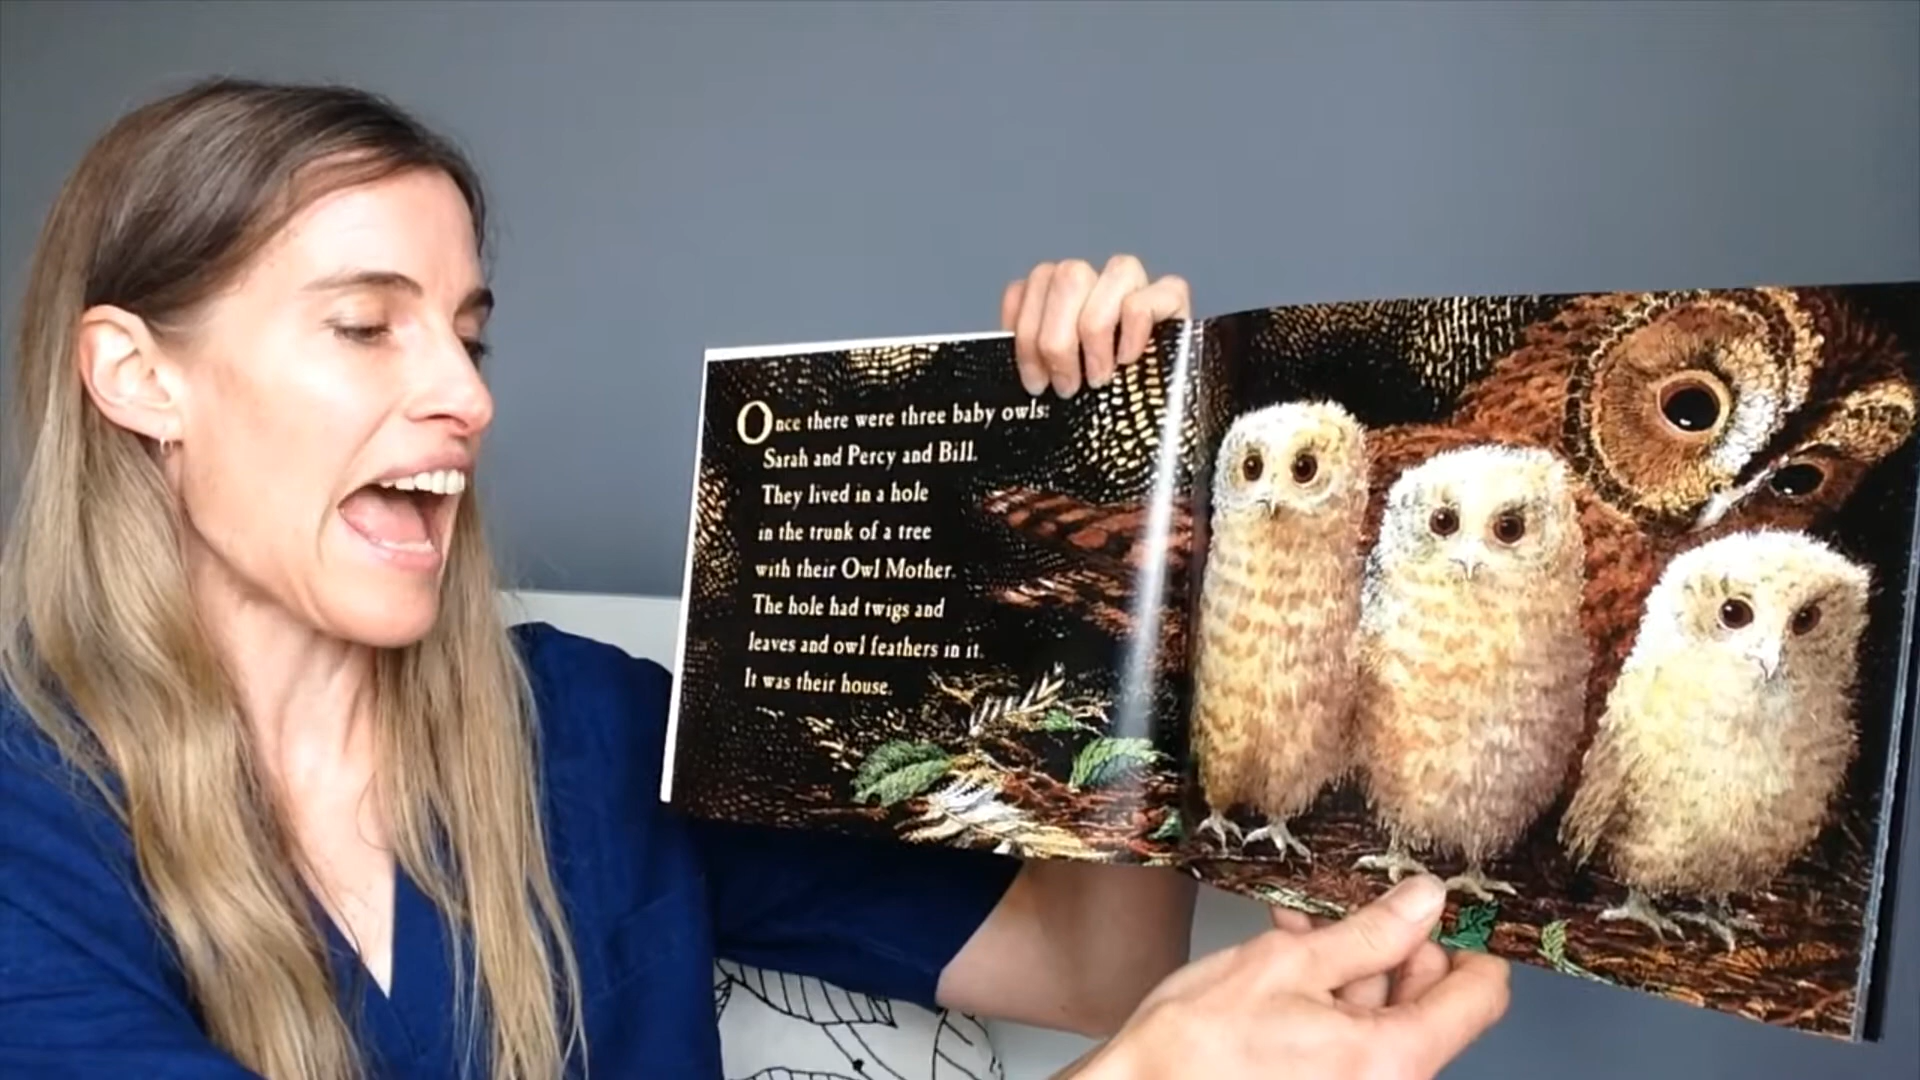 Once there were three baby owls:
Sarah and Percy and Bill.
They lived in a hole
in the trunk of a tree
with their Owl Mother.
The hole had twigs and
leaves and owl feathers in it.
It was their house.